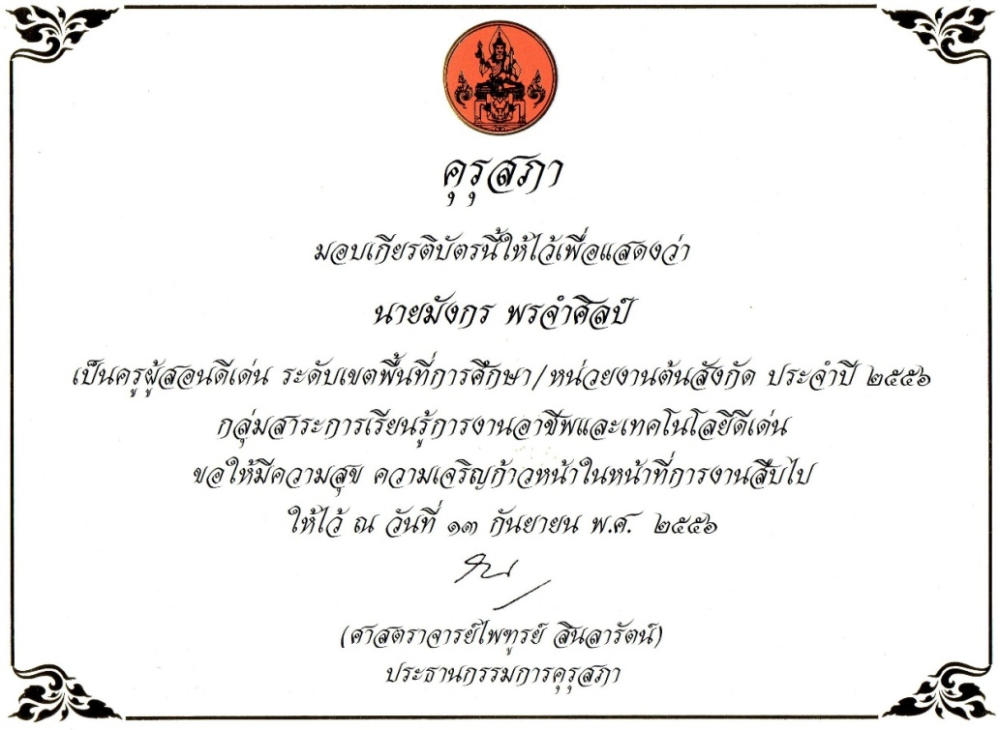 คุรุสภา
มอบเกียรติบัตรนี้ให้ไว้เพื่อแสดงว่า
นายมังกร พรจำศิลป์
เป็นครูผู้สอนดีเด่น ระดับเขตพื้นที่การศึกษา/หน่วยงานต้นสังกัด ประจำปี ๒๕๕๖
กลุ่มสาระการเรียนรู้การงานอาชีพและเทคโนโลยีดีเด่น
ขอให้มีความสุข ความเจริญก้าวหน้าในหน้าที่การงานสืบไป
ให้ไว้ ณ วันที่ ๑๓ กันยายน พ.ศ. ๒๕๕๖
(ศาสตราจารย์ไพฑูรย์ สินลารัตน์)
ประธานกรรมการคุรุสภา